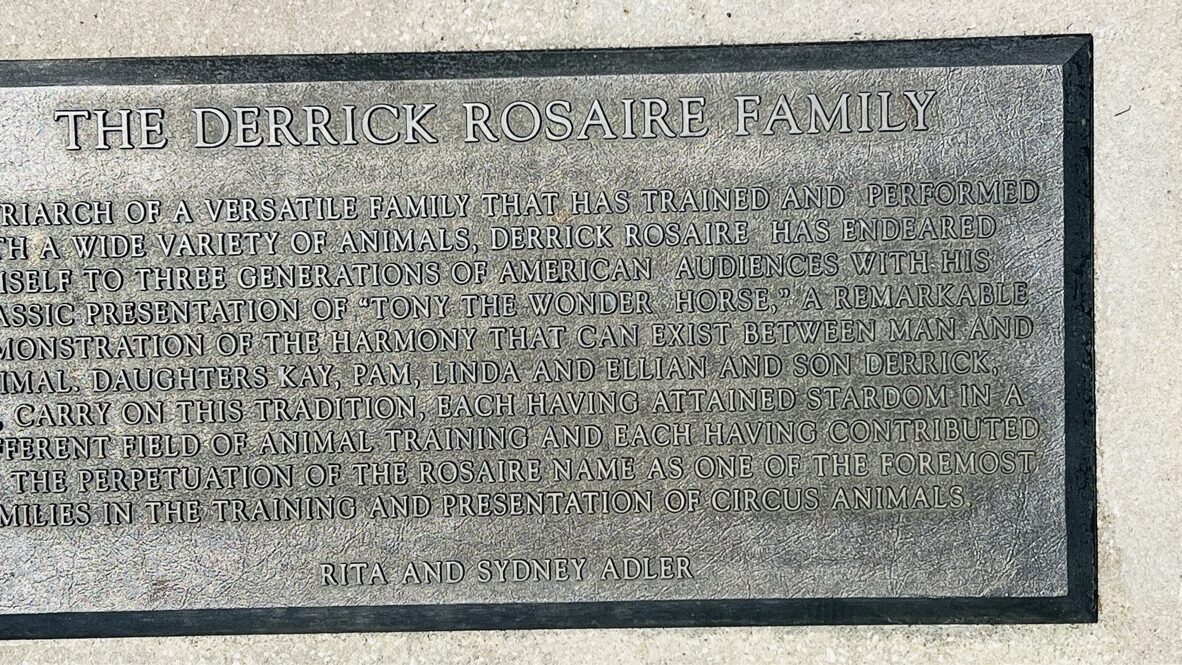 THE DERRICK ROSAIRE FAMILY
RIARCH OF A VERSATILE FAMILY THAT HAS TRAINED AND PERFORMED
TH A WIDE VARIETY OF ANIMALS, DERRICK ROSAIRE HAS ENDEARED
ISELF TO THREE GENERATIONS OF AMERICAN AUDIENCES WITH HIS
ASSIC PRESENTATION OF "TONY THE WONDER HORSE," A REMARKABLE
MONSTRATION OF THE HARMONY THAT CAN EXIST BETWEEN MAN AND
IMAL. DAUGHTERS KAY, PAM, LINDA AND ELLIAN AND SON DERRICK,
, CARRY ON THIS TRADITION, EACH HAVING ATTAINED STARDOM IN A
FFERENT FIELD OF ANIMAL TRAINING AND EACH HAVING CONTRIBUTED
THE PERPETUATION OF THE ROSAIRE NAME AS ONE OF THE FOREMOST
MILIES IN THE TRAINING AND PRESENTATION OF CIRCUS ANIMALS.
RITA AND SYDNEY ADLER